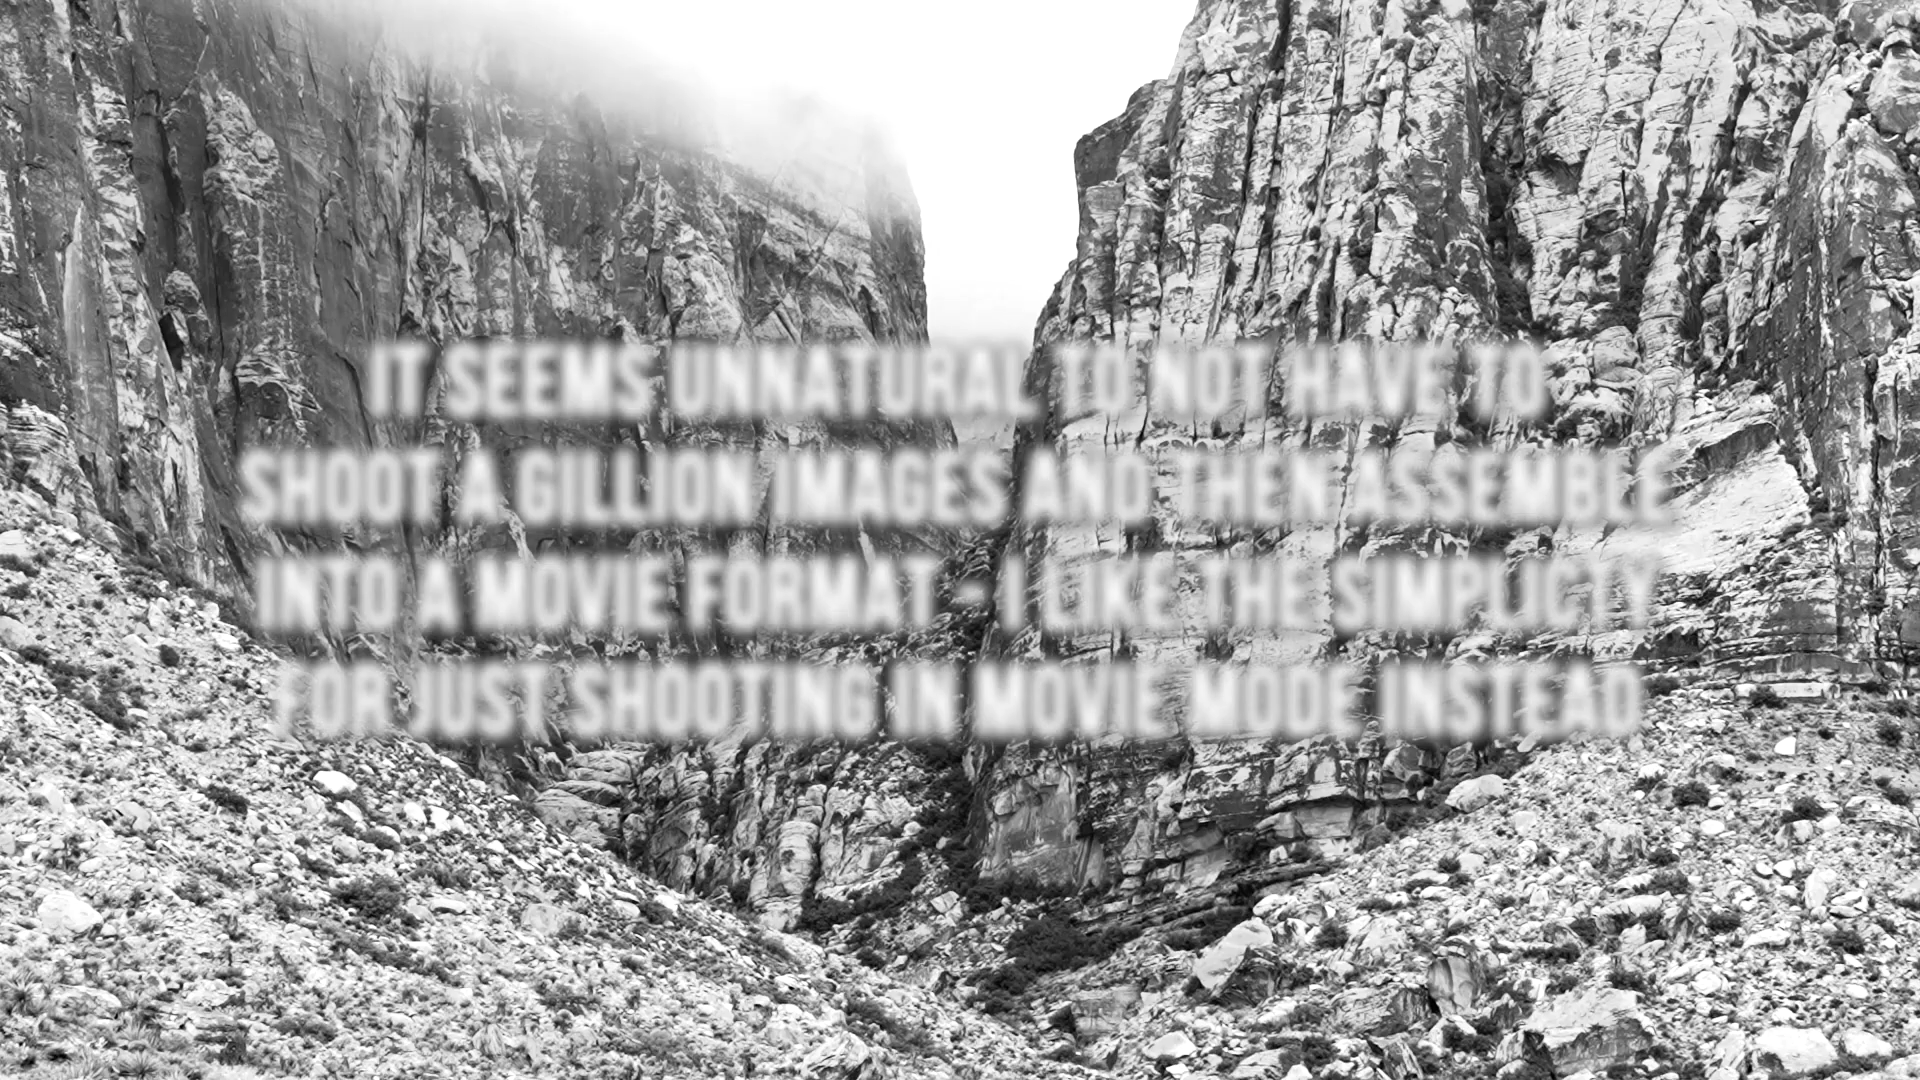 IT SEEMS UNNATURAL TO NOT HAVE TO
SHOOT A GILLION IMAGES AND THEN ASSEMBLE
INTO A MOVIE FORMAT - I LIKE THE SIMPLICTY
FOR JUST SHOOTING IN MOVIE MODE INSTEAD